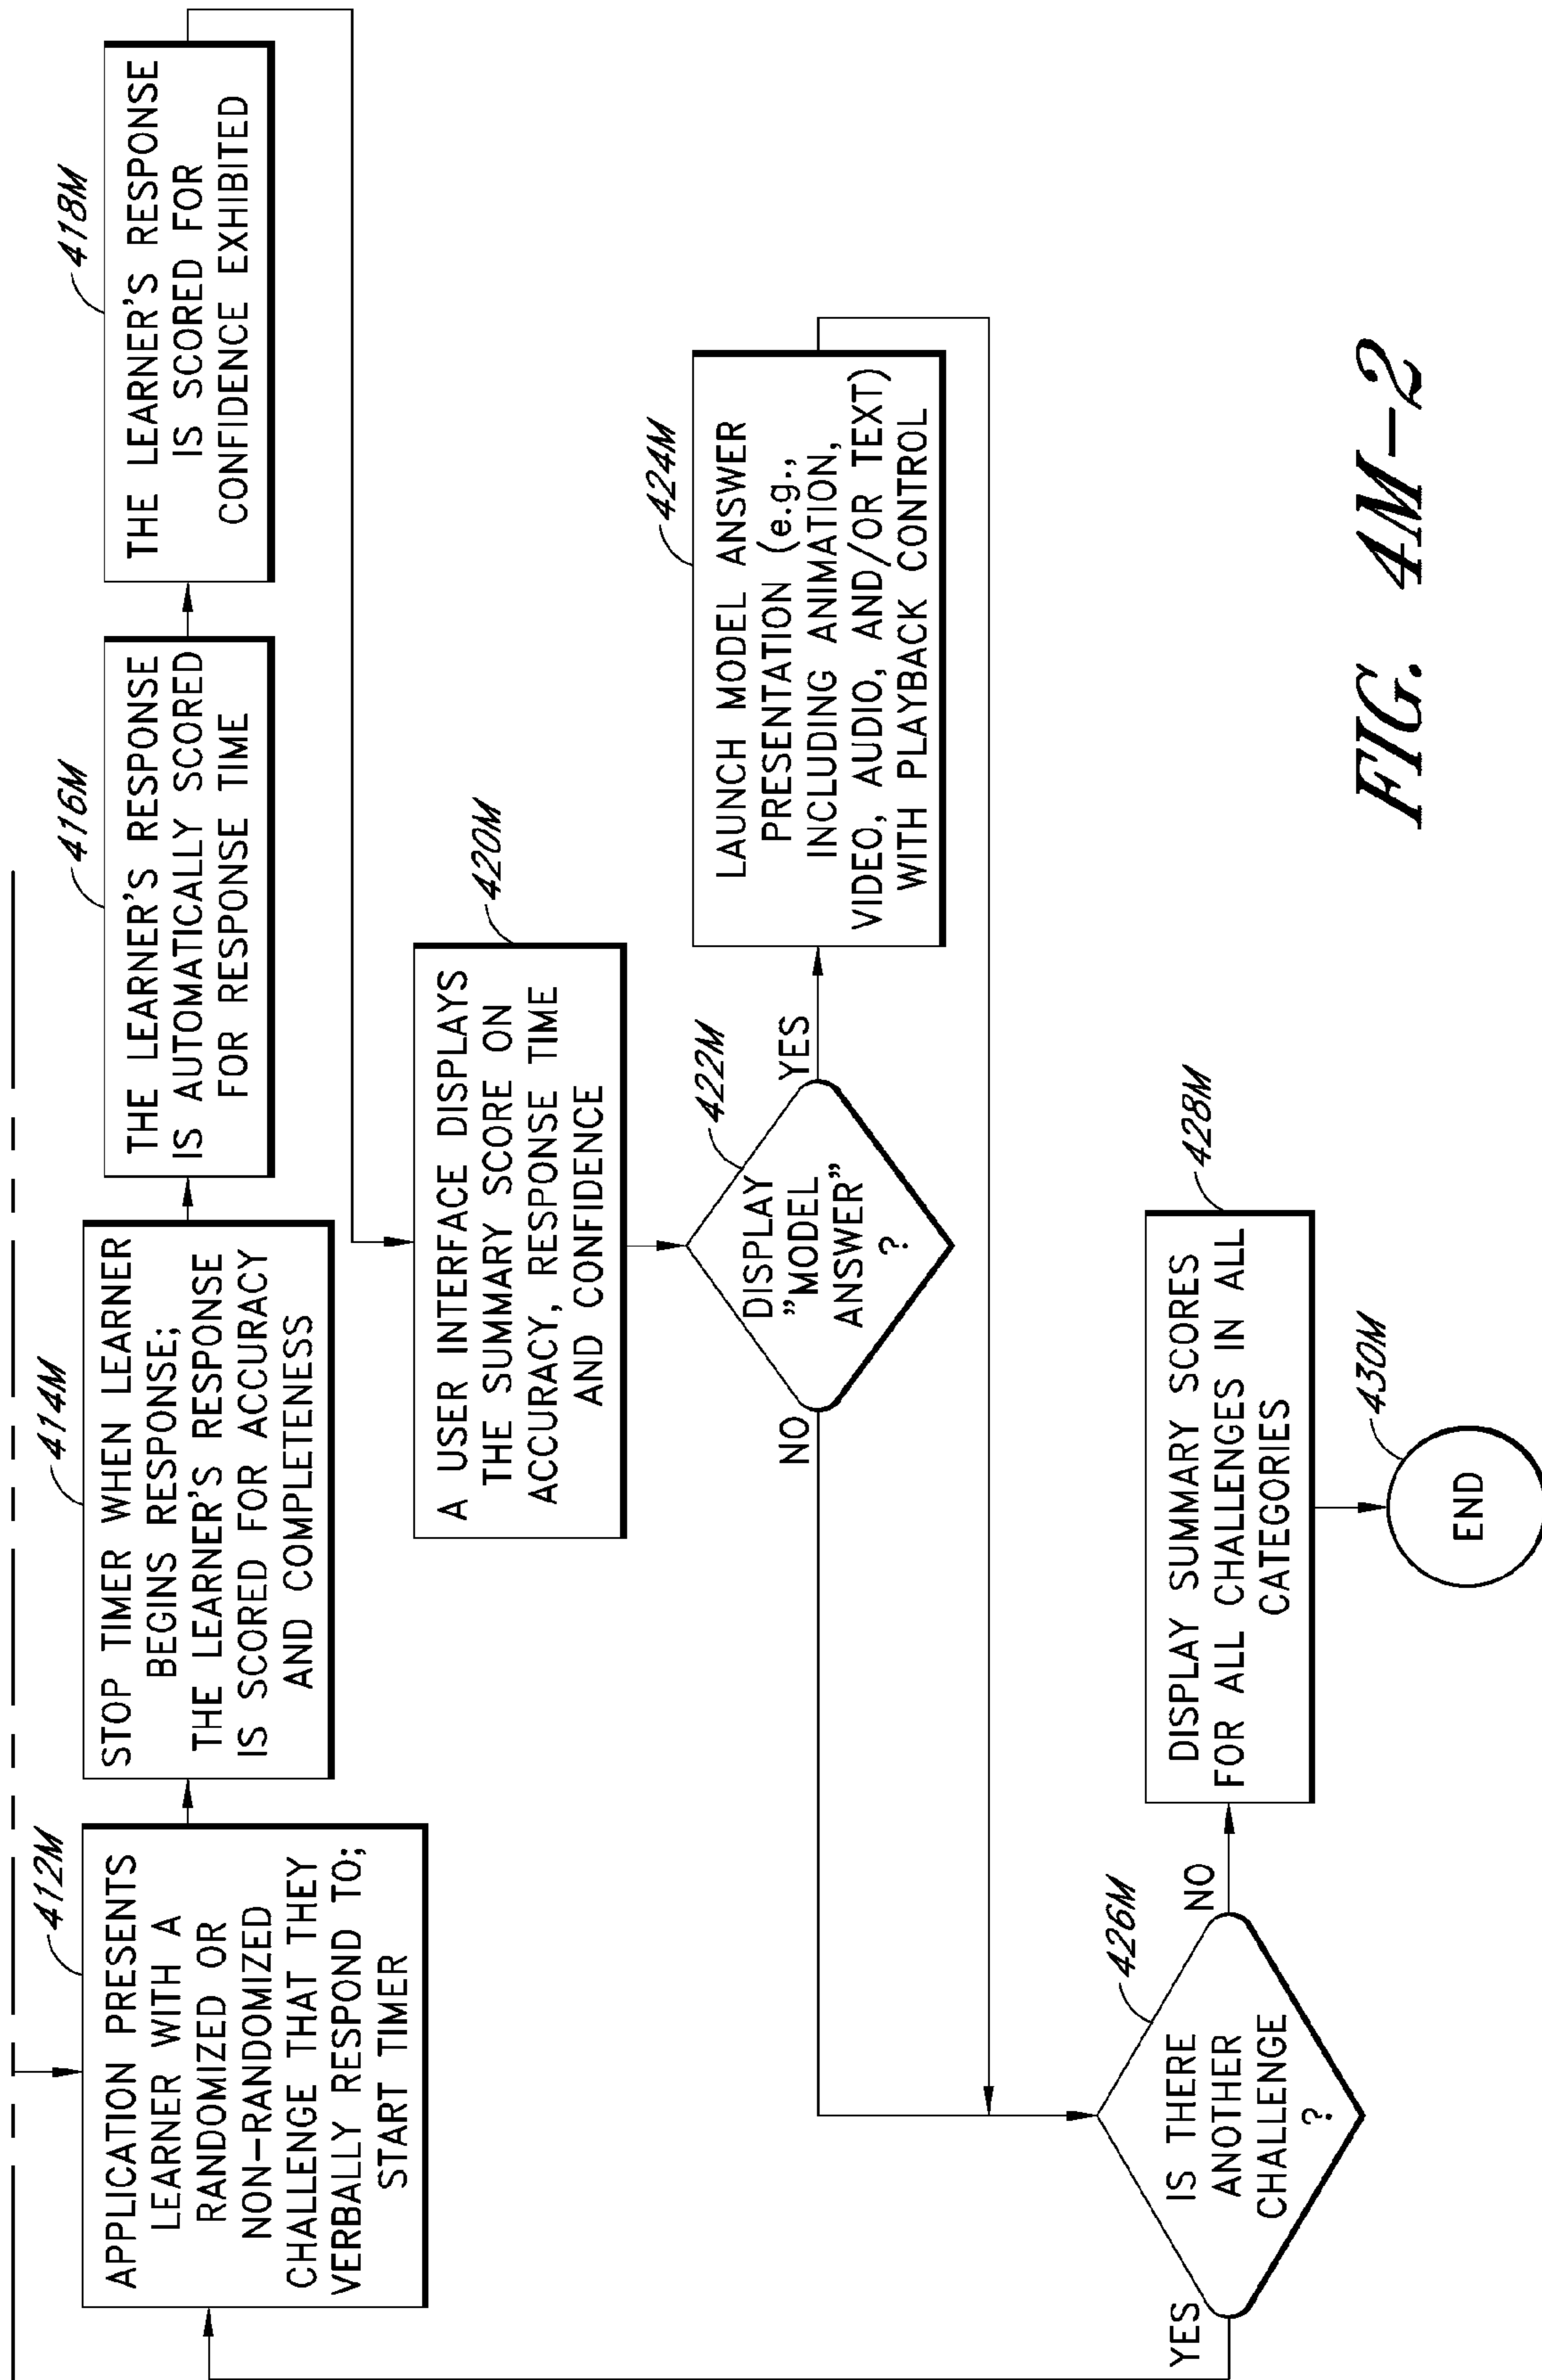 412M
APPLICATION PRESENTS
LEARNER WITH A
RANDOMIZED OR
NON-RANDOMIZED
CHALLENGE THAT THEY
VERBALLY RESPOND TO;
START TIMER
414M
STOP TIMER WHEN LEARNER
BEGINS RESPONSE;
THE LEARNER'S RESPONSE
IS SCORED FOR ACCURACY
AND COMPLETENESS
416M
THE LEARNER'S RESPONSE
IS AUTOMATICALLY SCORED
FOR RESPONSE TIME
418M
THE LEARNER'S RESPONSE
IS SCORED FOR
CONFIDENCE EXHIBITED
420M
A USER INTERFACE DISPLAYS
THE SUMMARY SCORE ON
ACCURACY, RESPONSE TIME
AND CONFIDENCE
422M
DISPLAY
"MODEL
ANSWER"
?
NO
YES
424M
LAUNCH MODEL ANSWER
PRESENTATION (e.g.,
INCLUDING ANIMATION,
VIDEO, AUDIO, AND/OR TEXT)
WITH PLAYBACK CONTROL
426M
IS THERE
ANOTHER
CHALLENGE
?
YES
NO
428M
DISPLAY SUMMARY SCORES
FOR ALL CHALLENGES IN ALL
CATEGORIES
430M
END
FIG. 4M-2